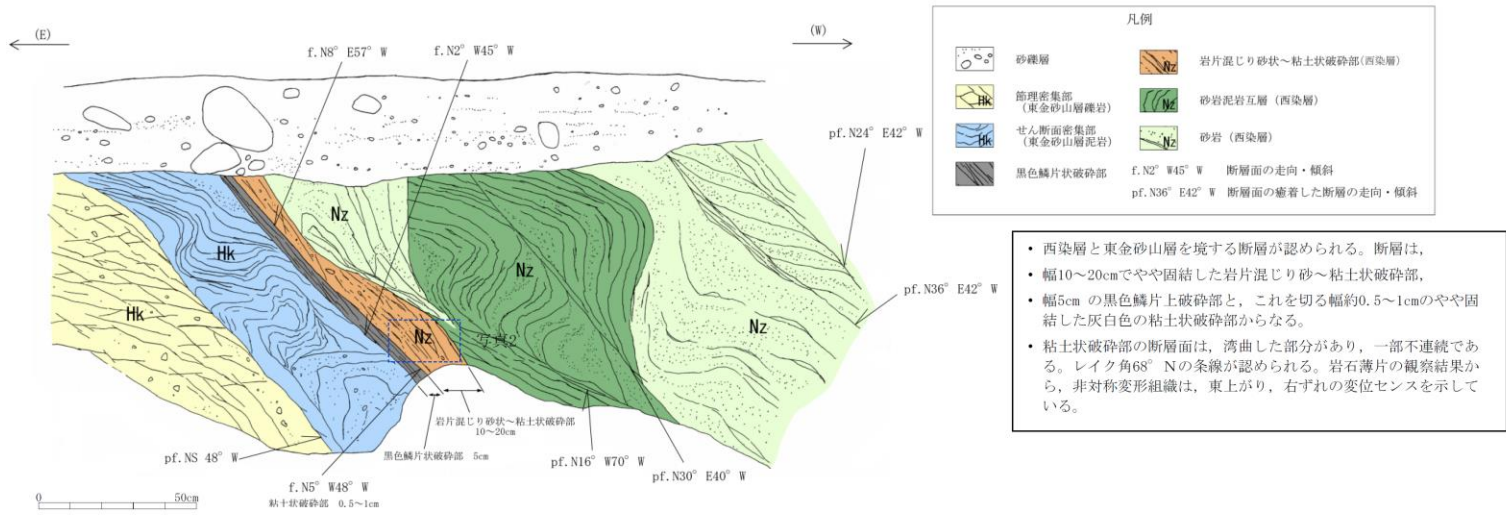 (E)
(W)
f.N8° E57° W
f.N2° W45° W
pf.N24° E42° W
pf.N36° E42° W
Nz
Hk
Nz
Hk
Nz
写真2
Nz
岩片混じり砂状～粘土状破砕部
10～20cm
黒色鱗片状破砕部 5cm
pf.NS 48° W
pf.N16° W70° W
pf.N30° E40° W
f.N5° W48° W
粘土状破砕部 0.5～1cm
0 50cm
凡例
砂礫層
Hk 節理密集部
(東金砂山層礫岩)
Hk せん断面密集部
(東金砂山層泥岩)
黒色鱗片状破砕部
Nz 岩片混じり砂状～粘土状破砕部(西染層)
Nz 砂岩泥岩互層 (西染層)
Nz 砂岩 (西染層)
f.N2° W45° W 断層面の走向・傾斜
pf.N36° E42° W 断層面の癒着した断層の走向・傾斜
• 西染層と東金砂山層を境する断層が認められる。断層は，
• 幅10～20cmでやや固結した岩片混じり砂～粘土状破砕部，
• 幅5cm の黒色鱗片上破砕部と，これを切る幅約0.5～1cmのやや固
結した灰白色の粘土状破砕部からなる。
• 粘土状破砕部の断層面は，湾曲した部分があり，一部不連続であ
る。レイク角68° Nの条線が認められる。岩石薄片の観察結果か
ら，非対称変形組織は，東上がり，右ずれの変位センスを示して
いる。